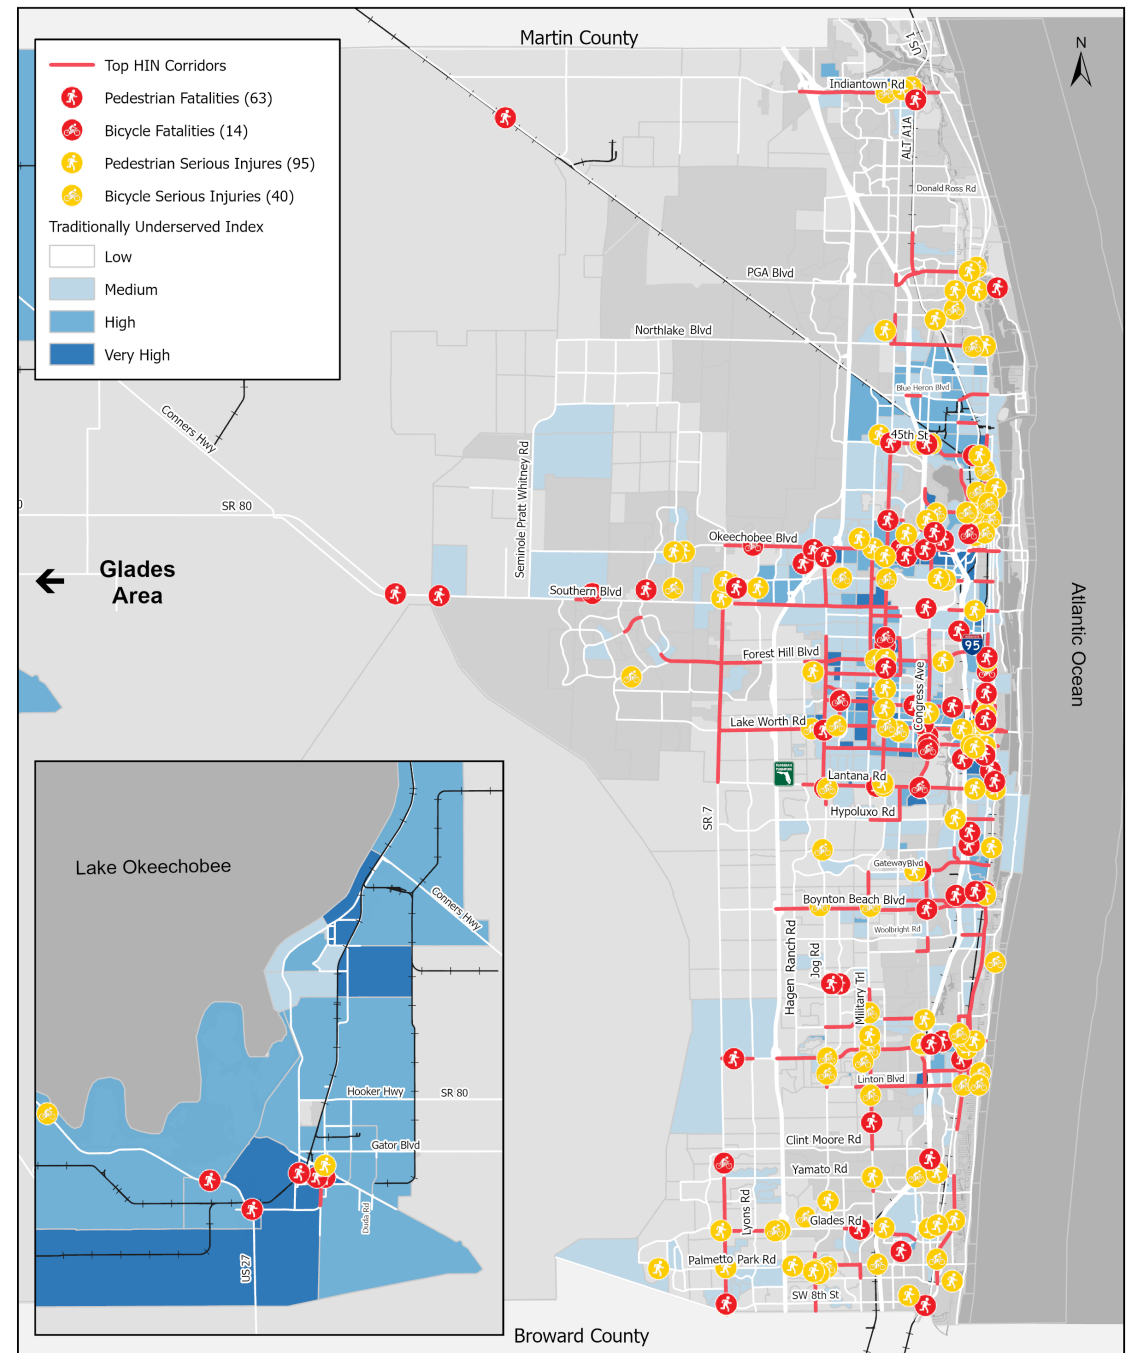 Martin County
N
US 1
Top HIN Corridors
Pedestrian Fatalities (63)
Bicycle Fatalities (14)
Pedestrian Serious Injures (95)
Bicycle Serious Injuries (40)
Traditionally Underserved Index
Low
Medium
High
Very High
Indiantown Rd
ALT A1A
Donald Ross Rd
PGA Blvd
Northlake Blvd
Blue Heron Blvd
Conners Hwy
45th St
Seminole Pratt Whitney Rd
SR 80
Okeechobee Blvd
Glades
Area
Southern Blvd
Atlantic Ocean
95
Forest Hill Blvd
Congress Ave
Lake Worth Rd
Lantana Rd
SR 7
Hypoluxo Rd
Gateway Blvd
Boynton Beach Blvd
Woolbright Rd
Hagen Ranch Rd
Jog Rd
Military Trl
Linton Blvd
Clint Moore Rd
Yamato Rd
Lyons Rd
Glades Rd
Palmetto Park Rd
SW 8th St
Broward County
Lake Okeechobee
Conners Hwy
Hooker Hwy
SR 80
Gator Blvd
Duda Rd
US 27